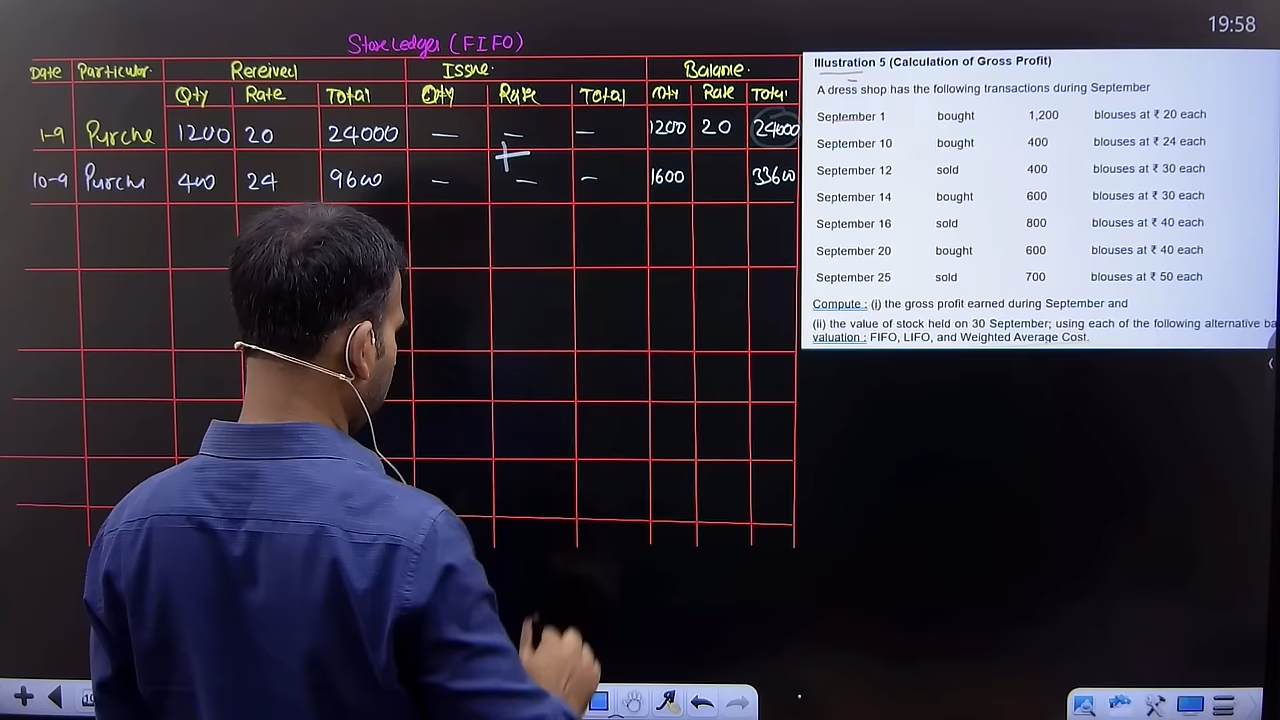 19:58
Store Ledger (FIFO)
Date Particular. Received Issue. Balance.
Qty Rate Total Qty Rate Total Qty Rate Total
1-9 Purche 1200 20 24000 — — — 1200 20 24000
10-9 Purche 400 24 9600 — — — 1600 33600
Illustration 5 (Calculation of Gross Profit)
A dress shop has the following transactions during September
September 1 bought 1,200 blouses at ₹ 20 each
September 10 bought 400 blouses at ₹ 24 each
September 12 sold 400 blouses at ₹ 30 each
September 14 bought 600 blouses at ₹ 30 each
September 16 sold 800 blouses at ₹ 40 each
September 20 bought 600 blouses at ₹ 40 each
September 25 sold 700 blouses at ₹ 50 each
Compute : (i) the gross profit earned during September and
(ii) the value of stock held on 30 September; using each of the following alternative ba
valuation : FIFO, LIFO, and Weighted Average Cost.